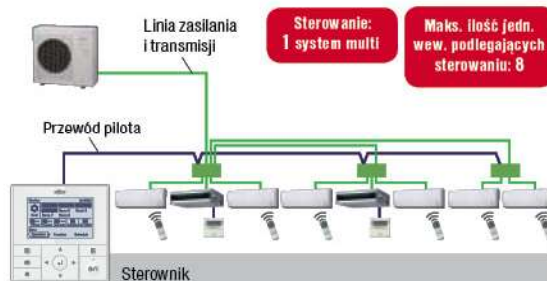 Linia zasilania
i transmisji
Sterowanie:
1 system multi
Maks. ilość jedn.
wew. podlegających
sterowaniu: 8
Przewód pilota
Sterownik